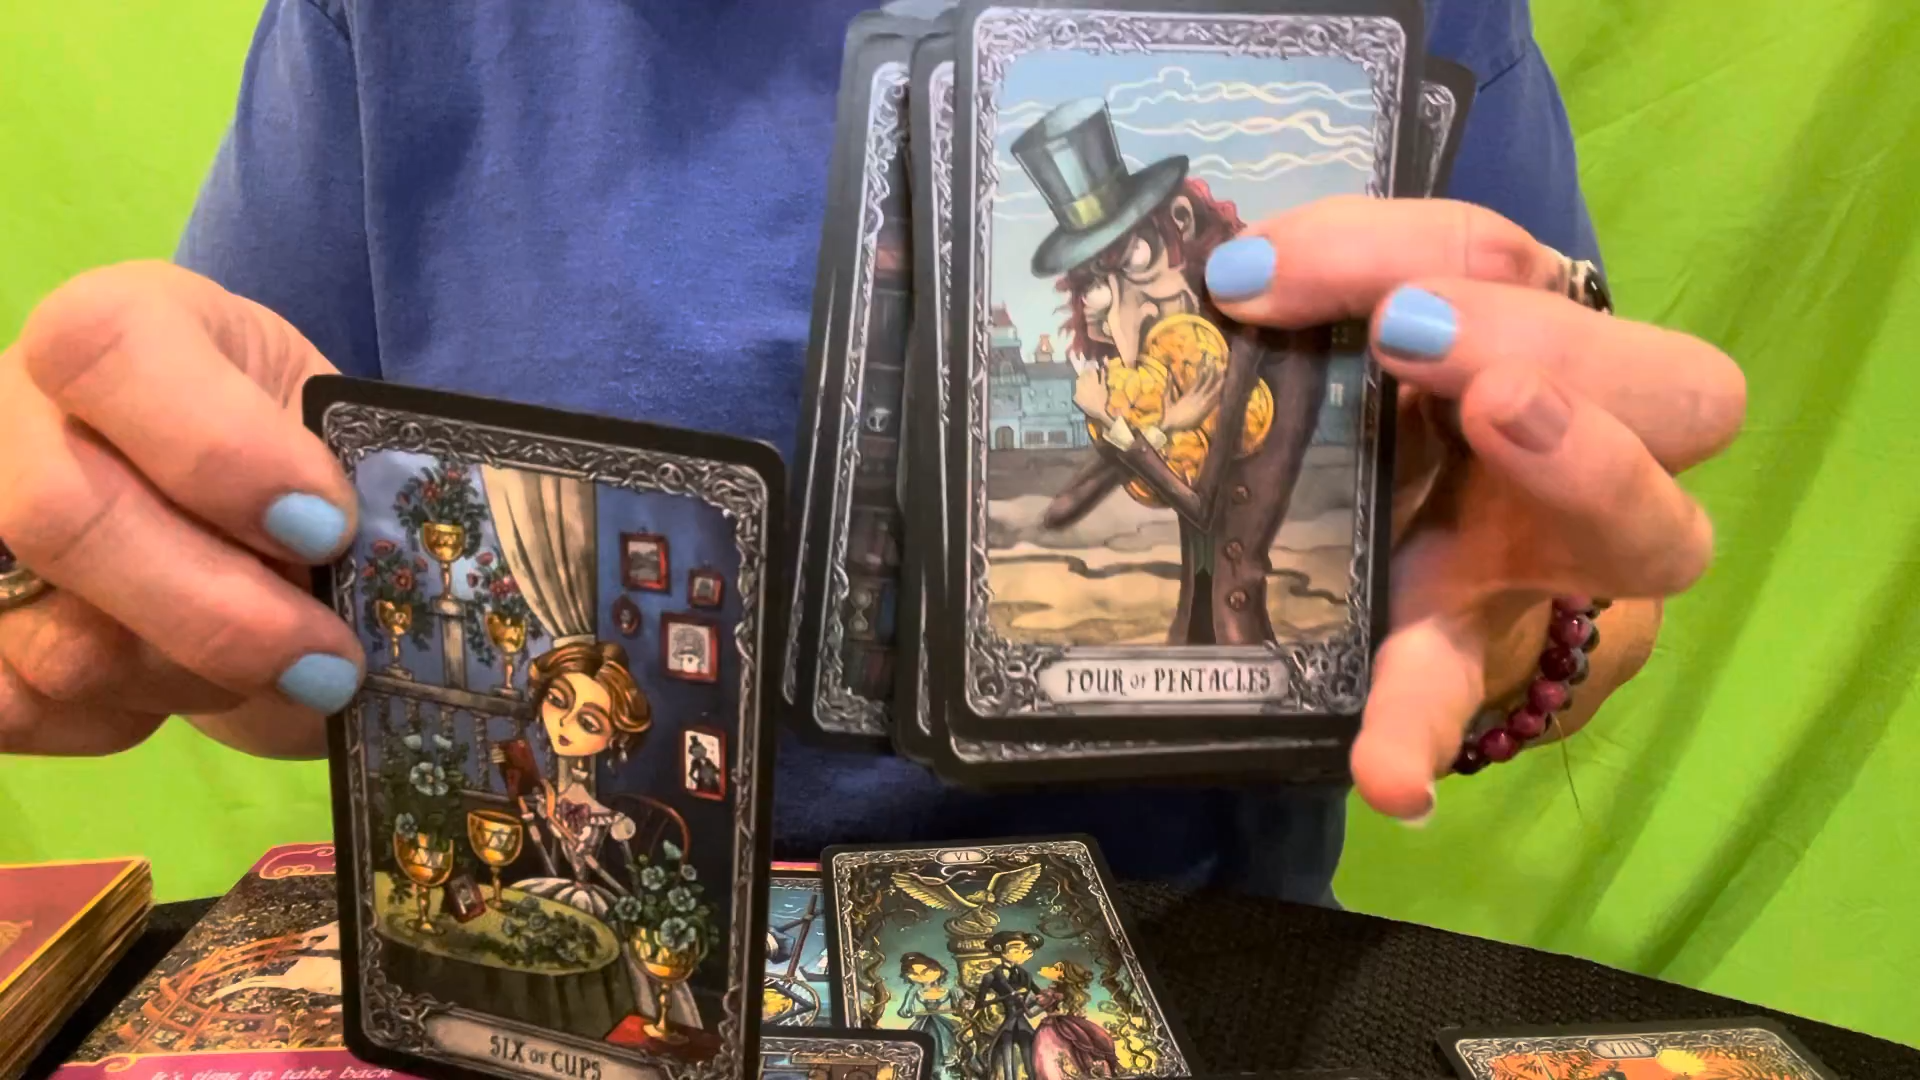 FOUR OF PENTACLES
SIX OF CUPS
VI
VIII
It's time to take back